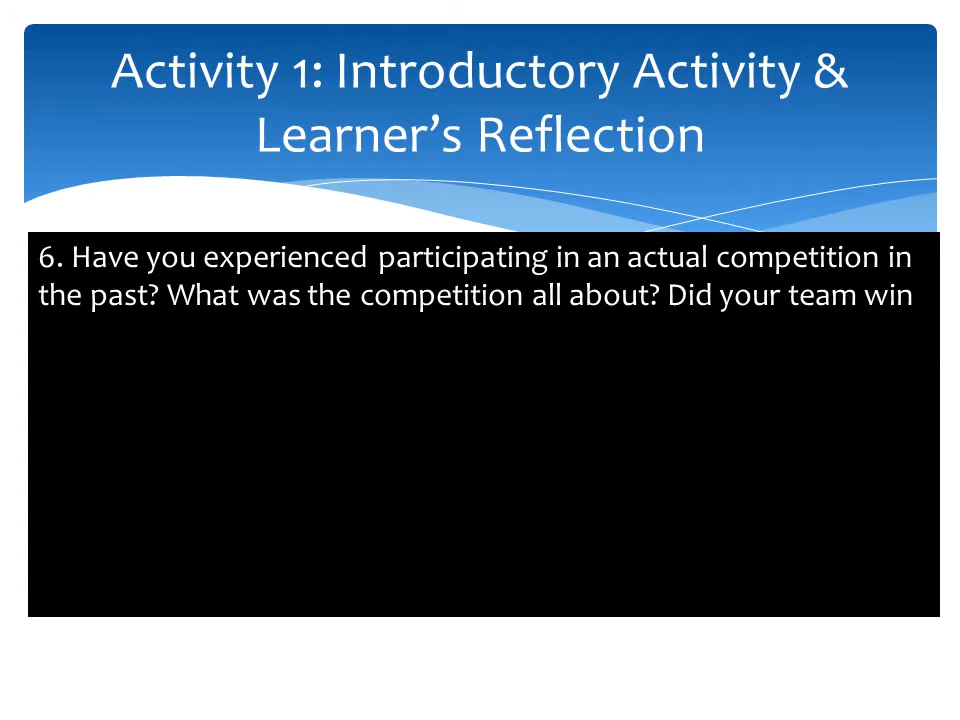 Activity 1: Introductory Activity &
Learner’s Reflection
6. Have you experienced participating in an actual competition in
the past? What was the competition all about? Did your team win